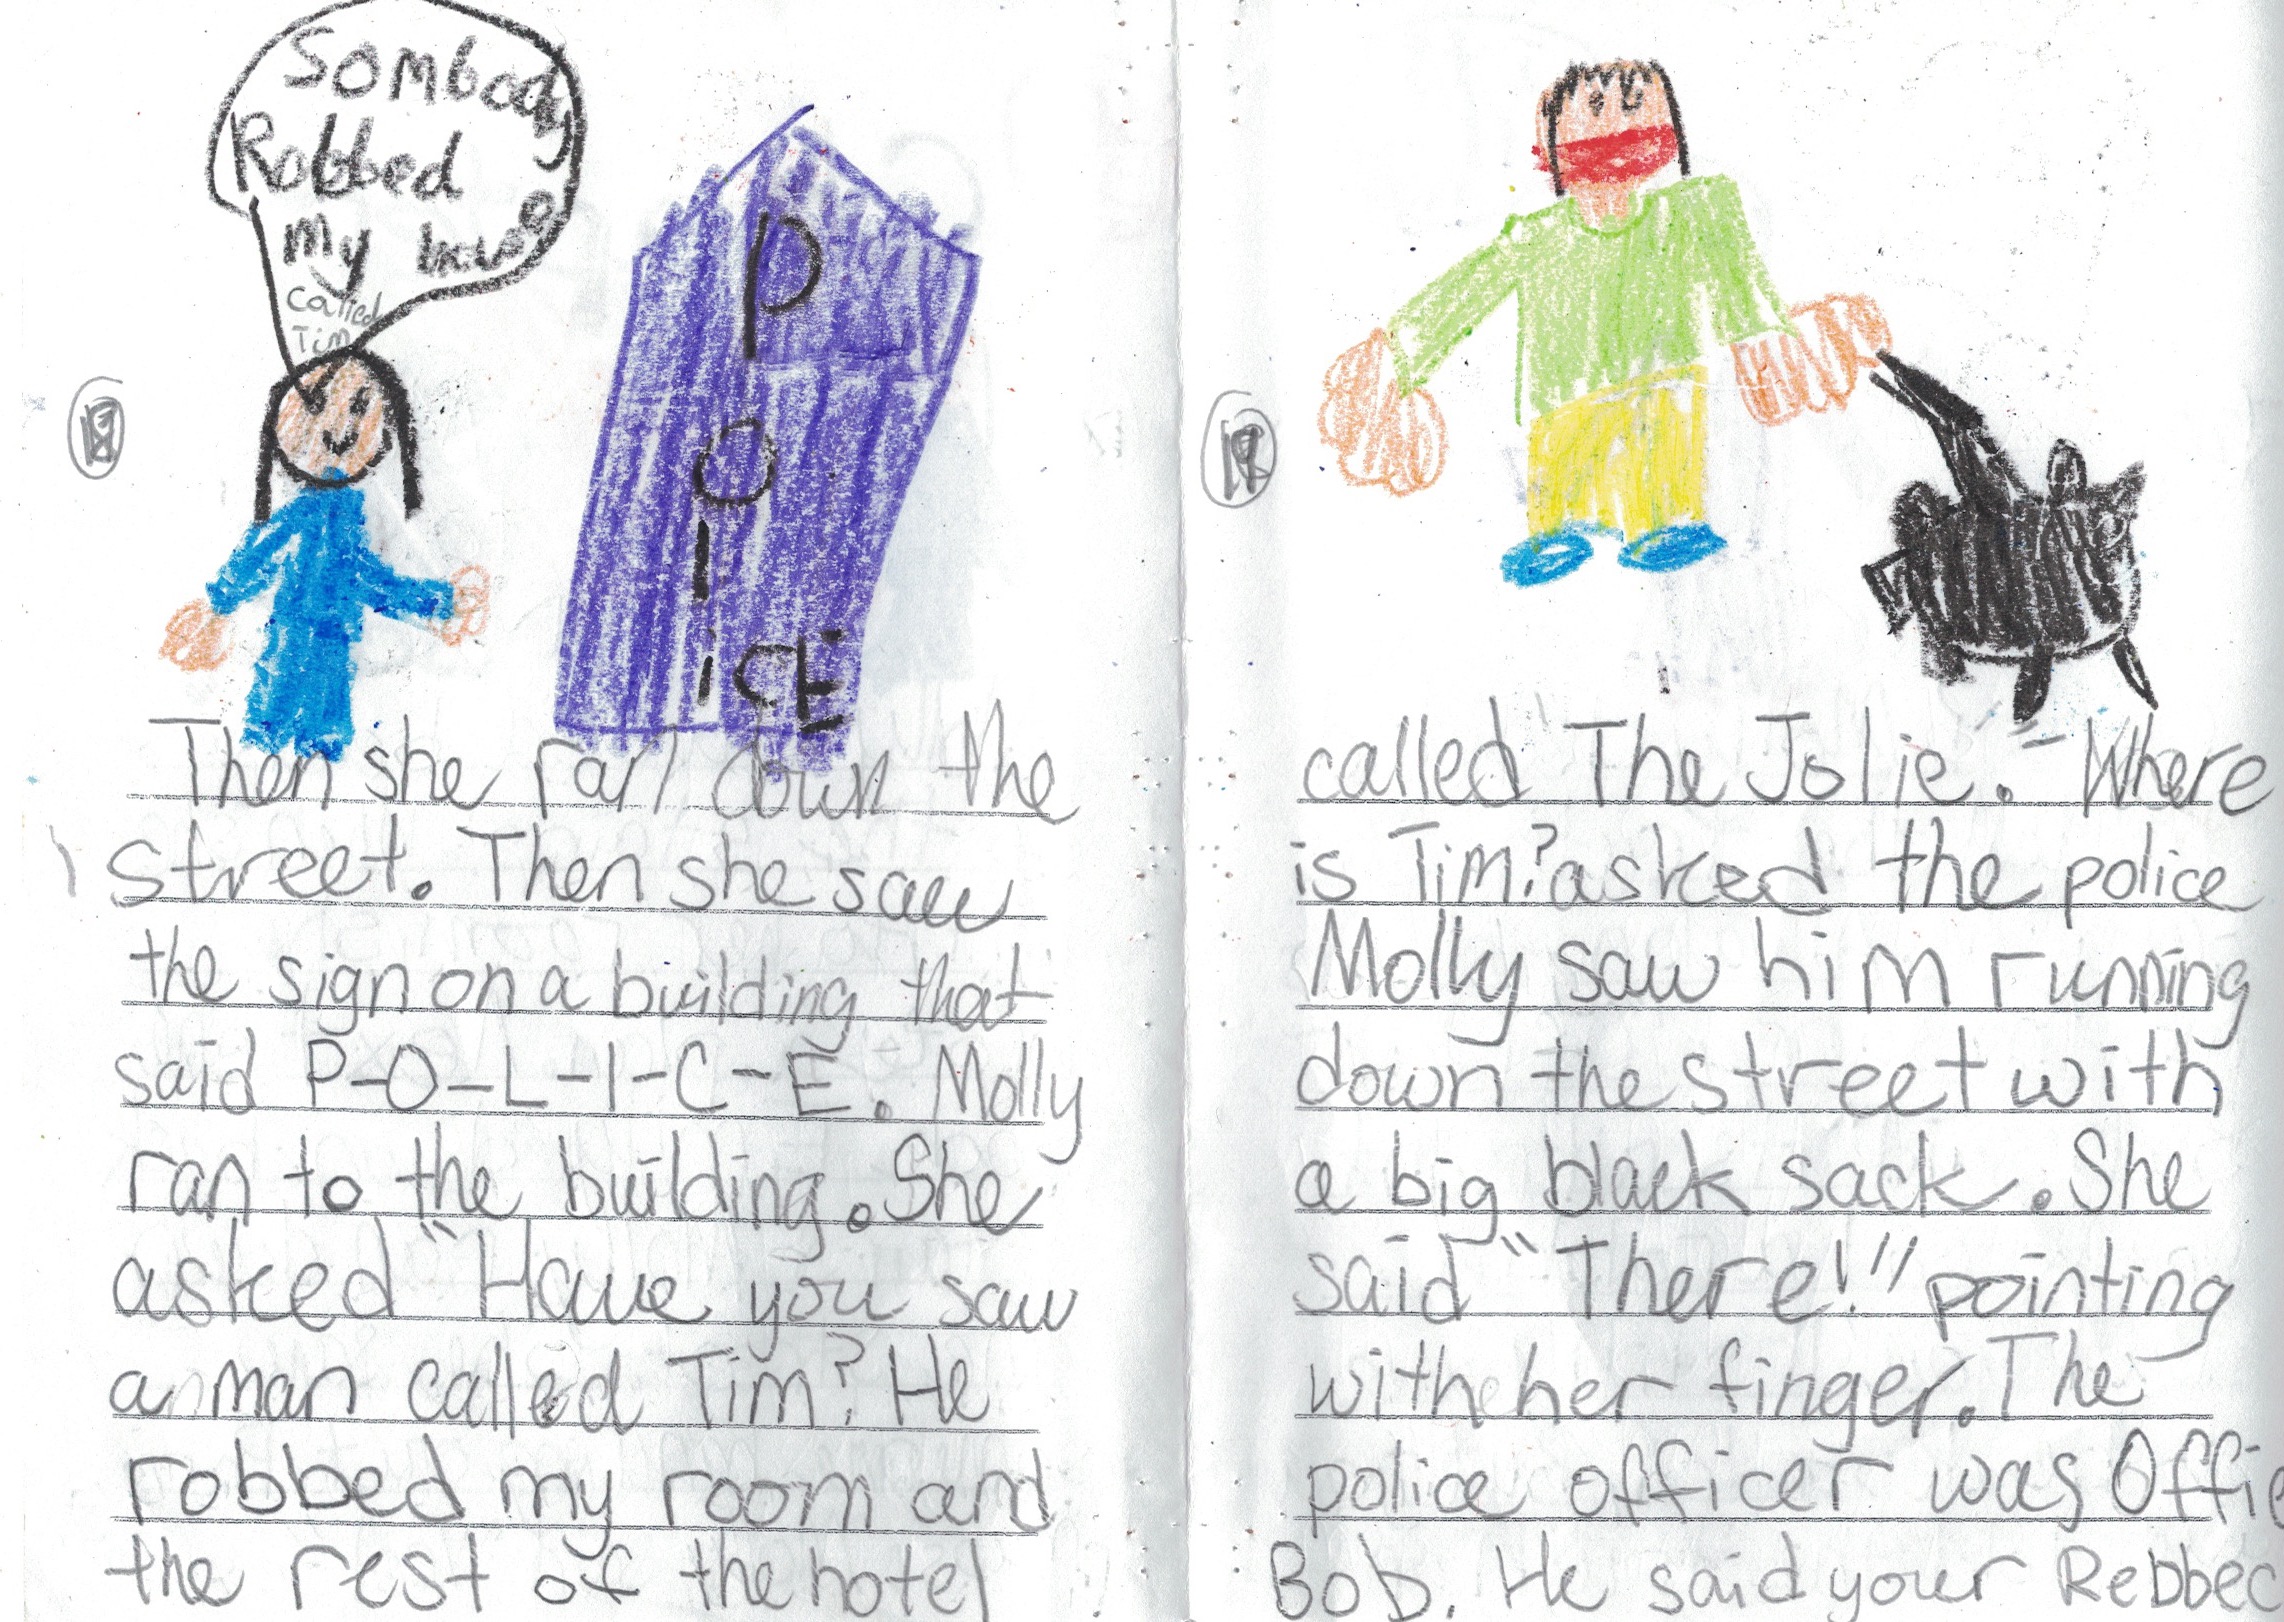 Sombody
Robbed
My house
called
Tim
Polic
icE
Then she ran down the
street. Then she saw
the sign on a building that
said P-O-L-I-C-E. Molly
ran to the building. She
asked "Have you saw
a man called Tim? He
robbed my room and
the rest of the hotel
called The Jolie." Where
is Tim? asked the police
Molly saw him running
down the street with
a big black sack. She
said "There!" pointing
with her finger. The
police officer was Offic
Bob. He said your Rebbec